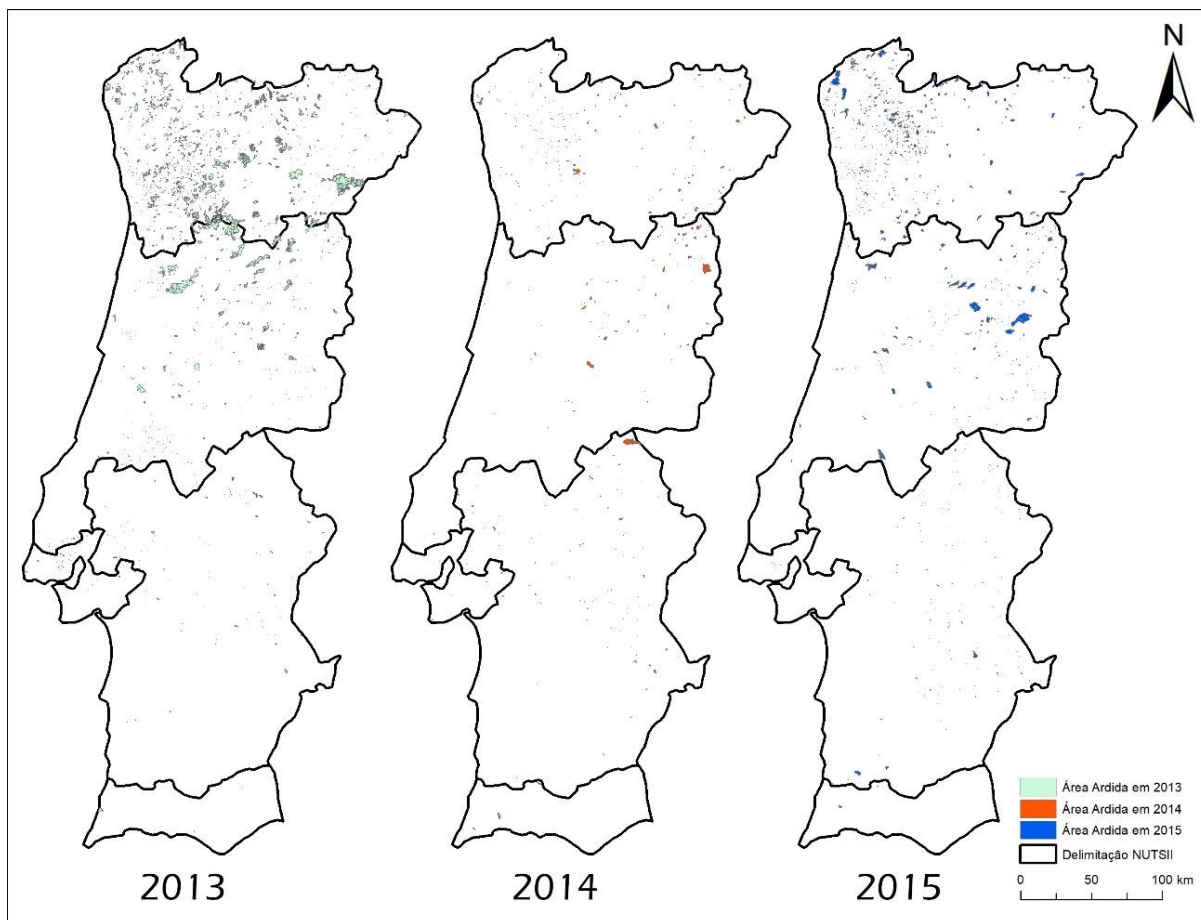 N
Área Ardida em 2013
Área Ardida em 2014
Área Ardida em 2015
Delimitação NUTSII
0 50 100 km
2013 2014 2015